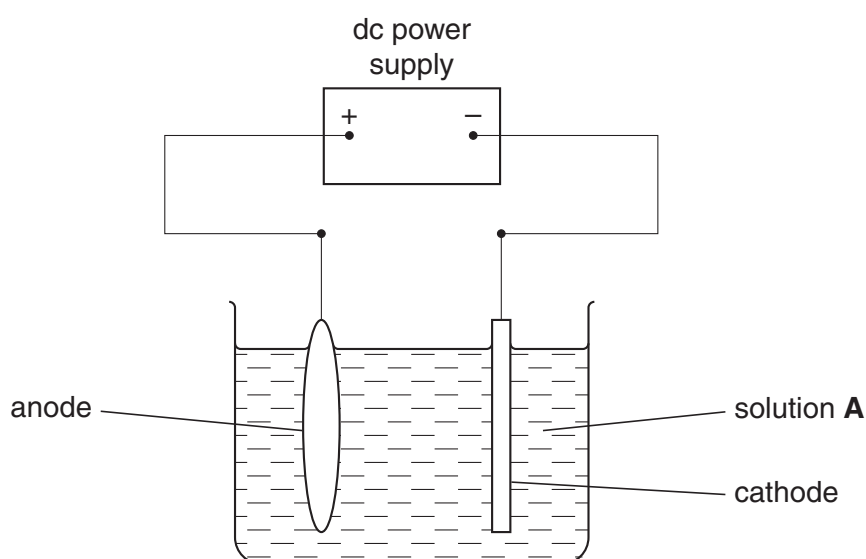 dc power
supply
+ −
anode
solution A
cathode